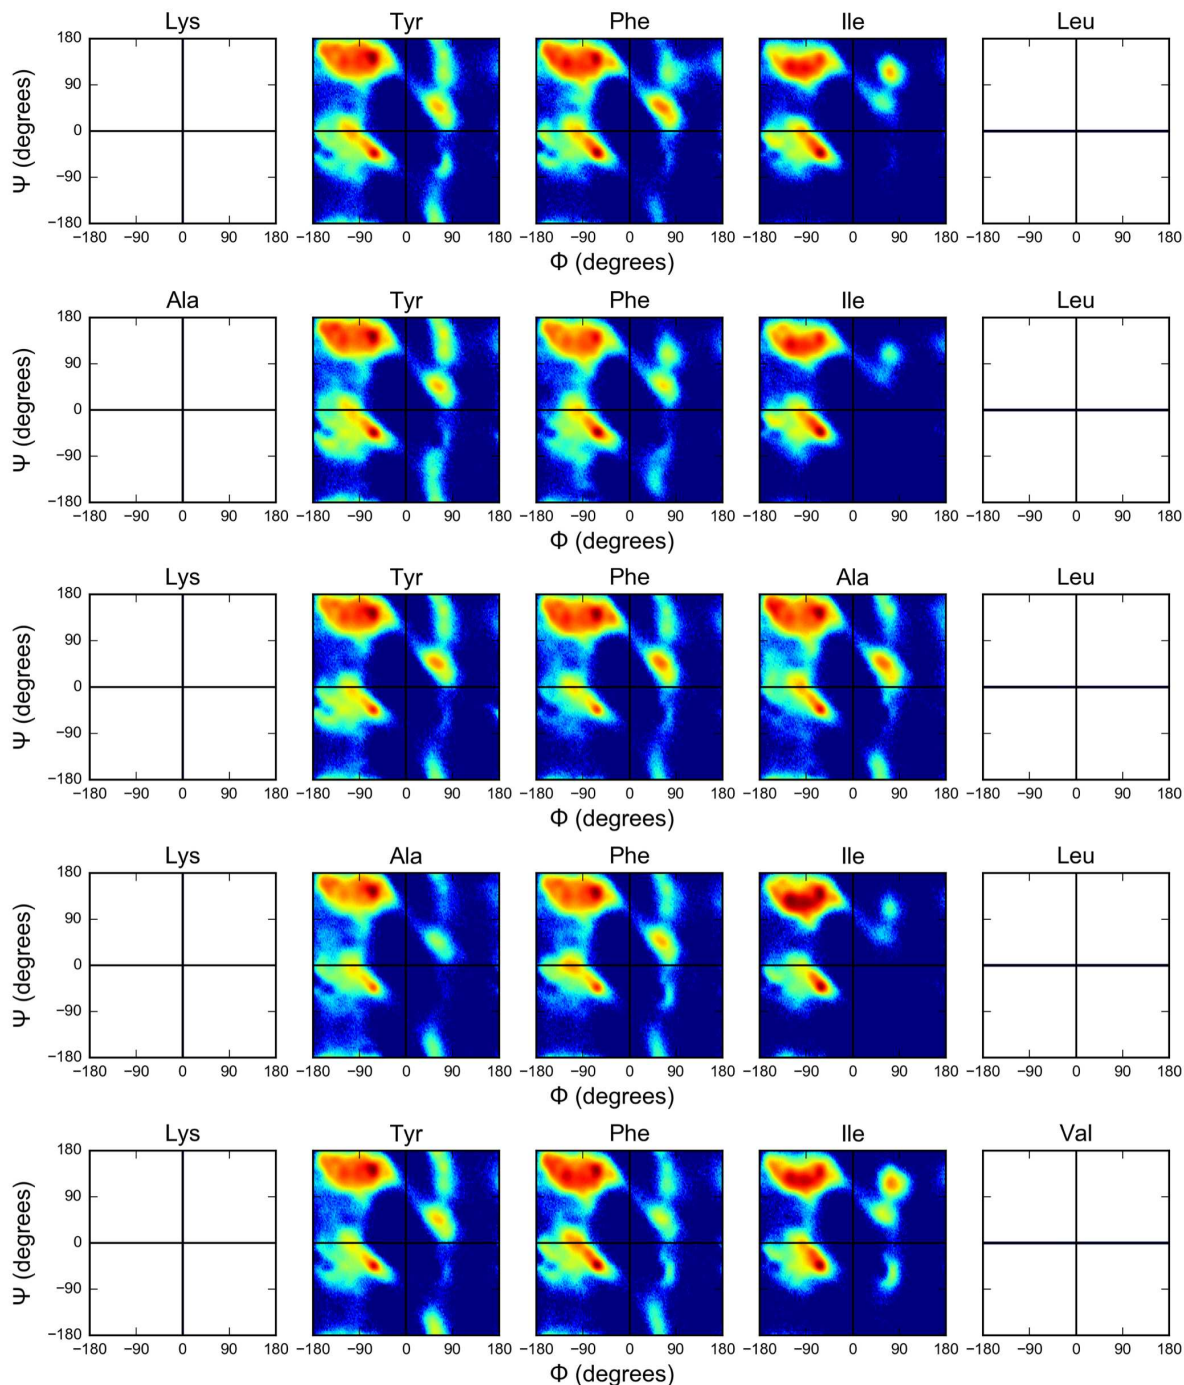 Lys Tyr Phe Ile Leu
180
90
0
−90
−180
Ψ (degrees)
−180 −90 0 90 180 −180 −90 0 90 180 −180 −90 0 90 180 −180 −90 0 90 180 −180 −90 0 90 180
Φ (degrees)
Ala Tyr Phe Ile Leu
180
90
0
−90
−180
Ψ (degrees)
−180 −90 0 90 180 −180 −90 0 90 180 −180 −90 0 90 180 −180 −90 0 90 180 −180 −90 0 90 180
Φ (degrees)
Lys Tyr Phe Ala Leu
180
90
0
−90
−180
Ψ (degrees)
−180 −90 0 90 180 −180 −90 0 90 180 −180 −90 0 90 180 −180 −90 0 90 180 −180 −90 0 90 180
Φ (degrees)
Lys Ala Phe Ile Leu
180
90
0
−90
−180
Ψ (degrees)
−180 −90 0 90 180 −180 −90 0 90 180 −180 −90 0 90 180 −180 −90 0 90 180 −180 −90 0 90 180
Φ (degrees)
Lys Tyr Phe Ile Val
180
90
0
−90
−180
Ψ (degrees)
−180 −90 0 90 180 −180 −90 0 90 180 −180 −90 0 90 180 −180 −90 0 90 180 −180 −90 0 90 180
Φ (degrees)